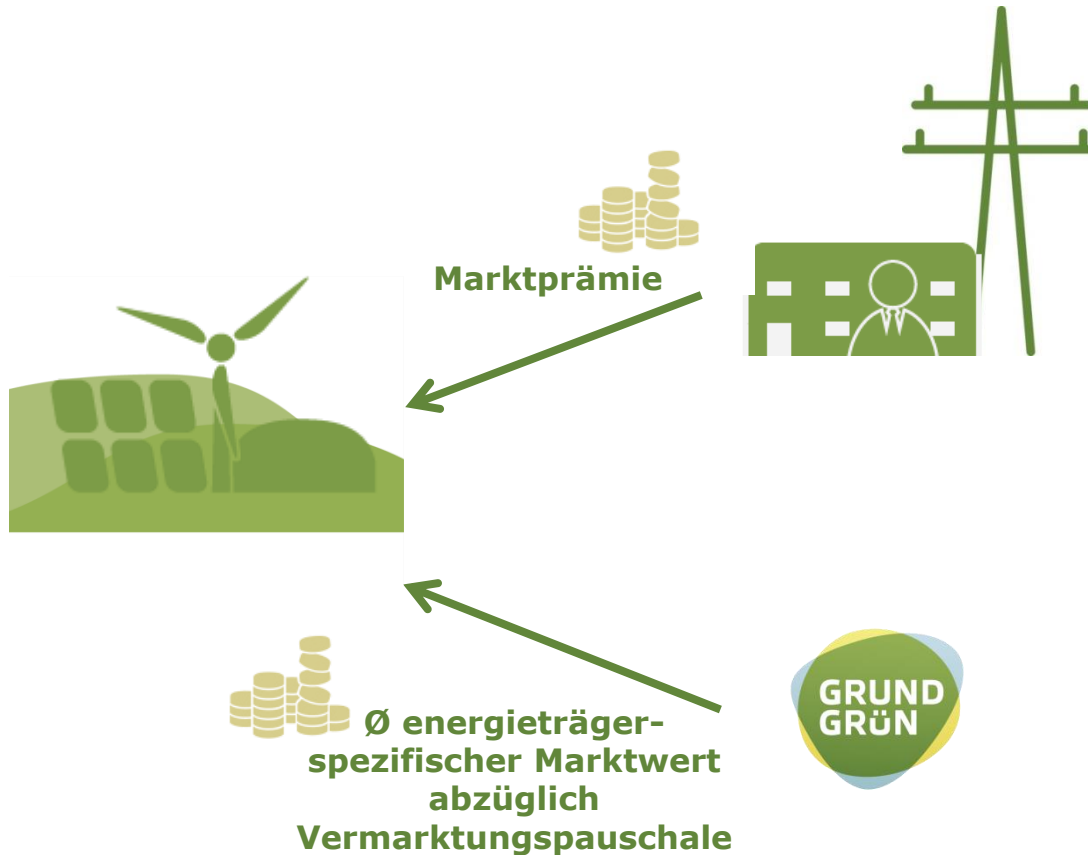 Marktprämie
GRUND
GRÜN
Ø energieträger-
spezifischer Marktwert
abzüglich
Vermarktungspauschale